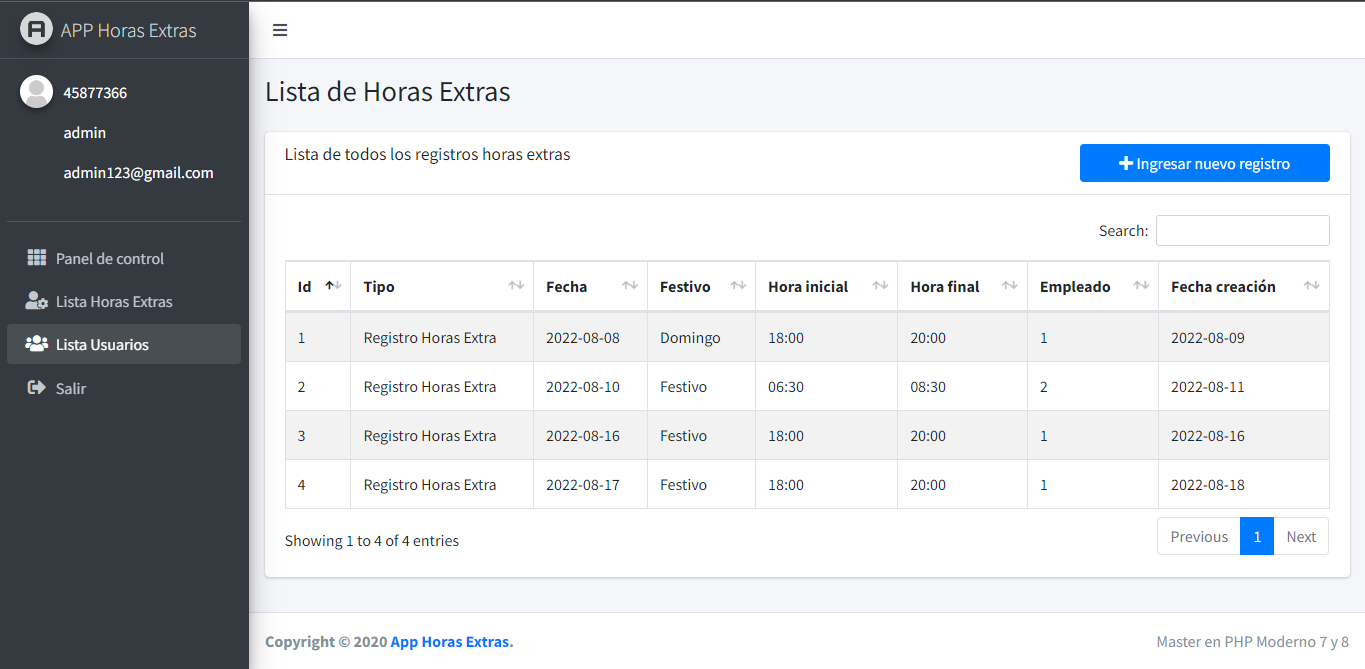 APP Horas Extras
45877366
admin
admin123@gmail.com
Panel de control
Lista Horas Extras
Lista Usuarios
Salir
Lista de Horas Extras
Lista de todos los registros horas extras
Ingresar nuevo registro
Search:
Id Tipo Fecha Festivo Hora inicial Hora final Empleado Fecha creación
1 Registro Horas Extra 2022-08-08 Domingo 18:00 20:00 1 2022-08-09
2 Registro Horas Extra 2022-08-10 Festivo 06:30 08:30 2 2022-08-11
3 Registro Horas Extra 2022-08-16 Festivo 18:00 20:00 1 2022-08-16
4 Registro Horas Extra 2022-08-17 Festivo 18:00 20:00 1 2022-08-18
Showing 1 to 4 of 4 entries
Previous 1 Next
Copyright © 2020 App Horas Extras.
Master en PHP Moderno 7 y 8